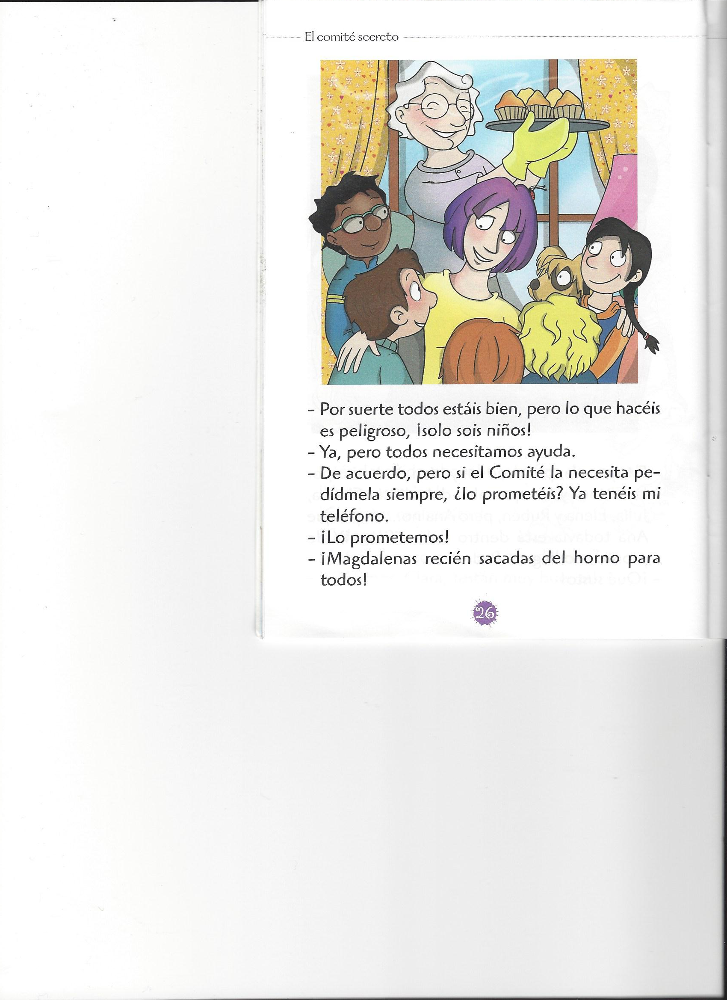 El comité secreto
- Por suerte todos estáis bien, pero lo que hacéis
es peligroso, ¡solo sois niños!
- Ya, pero todos necesitamos ayuda.
- De acuerdo, pero si el Comité la necesita pe-
dídmela siempre, ¿lo prometéis? Ya tenéis mi
teléfono.
- ¡Lo prometemos!
- ¡Magdalenas recién sacadas del horno para
todos!
26